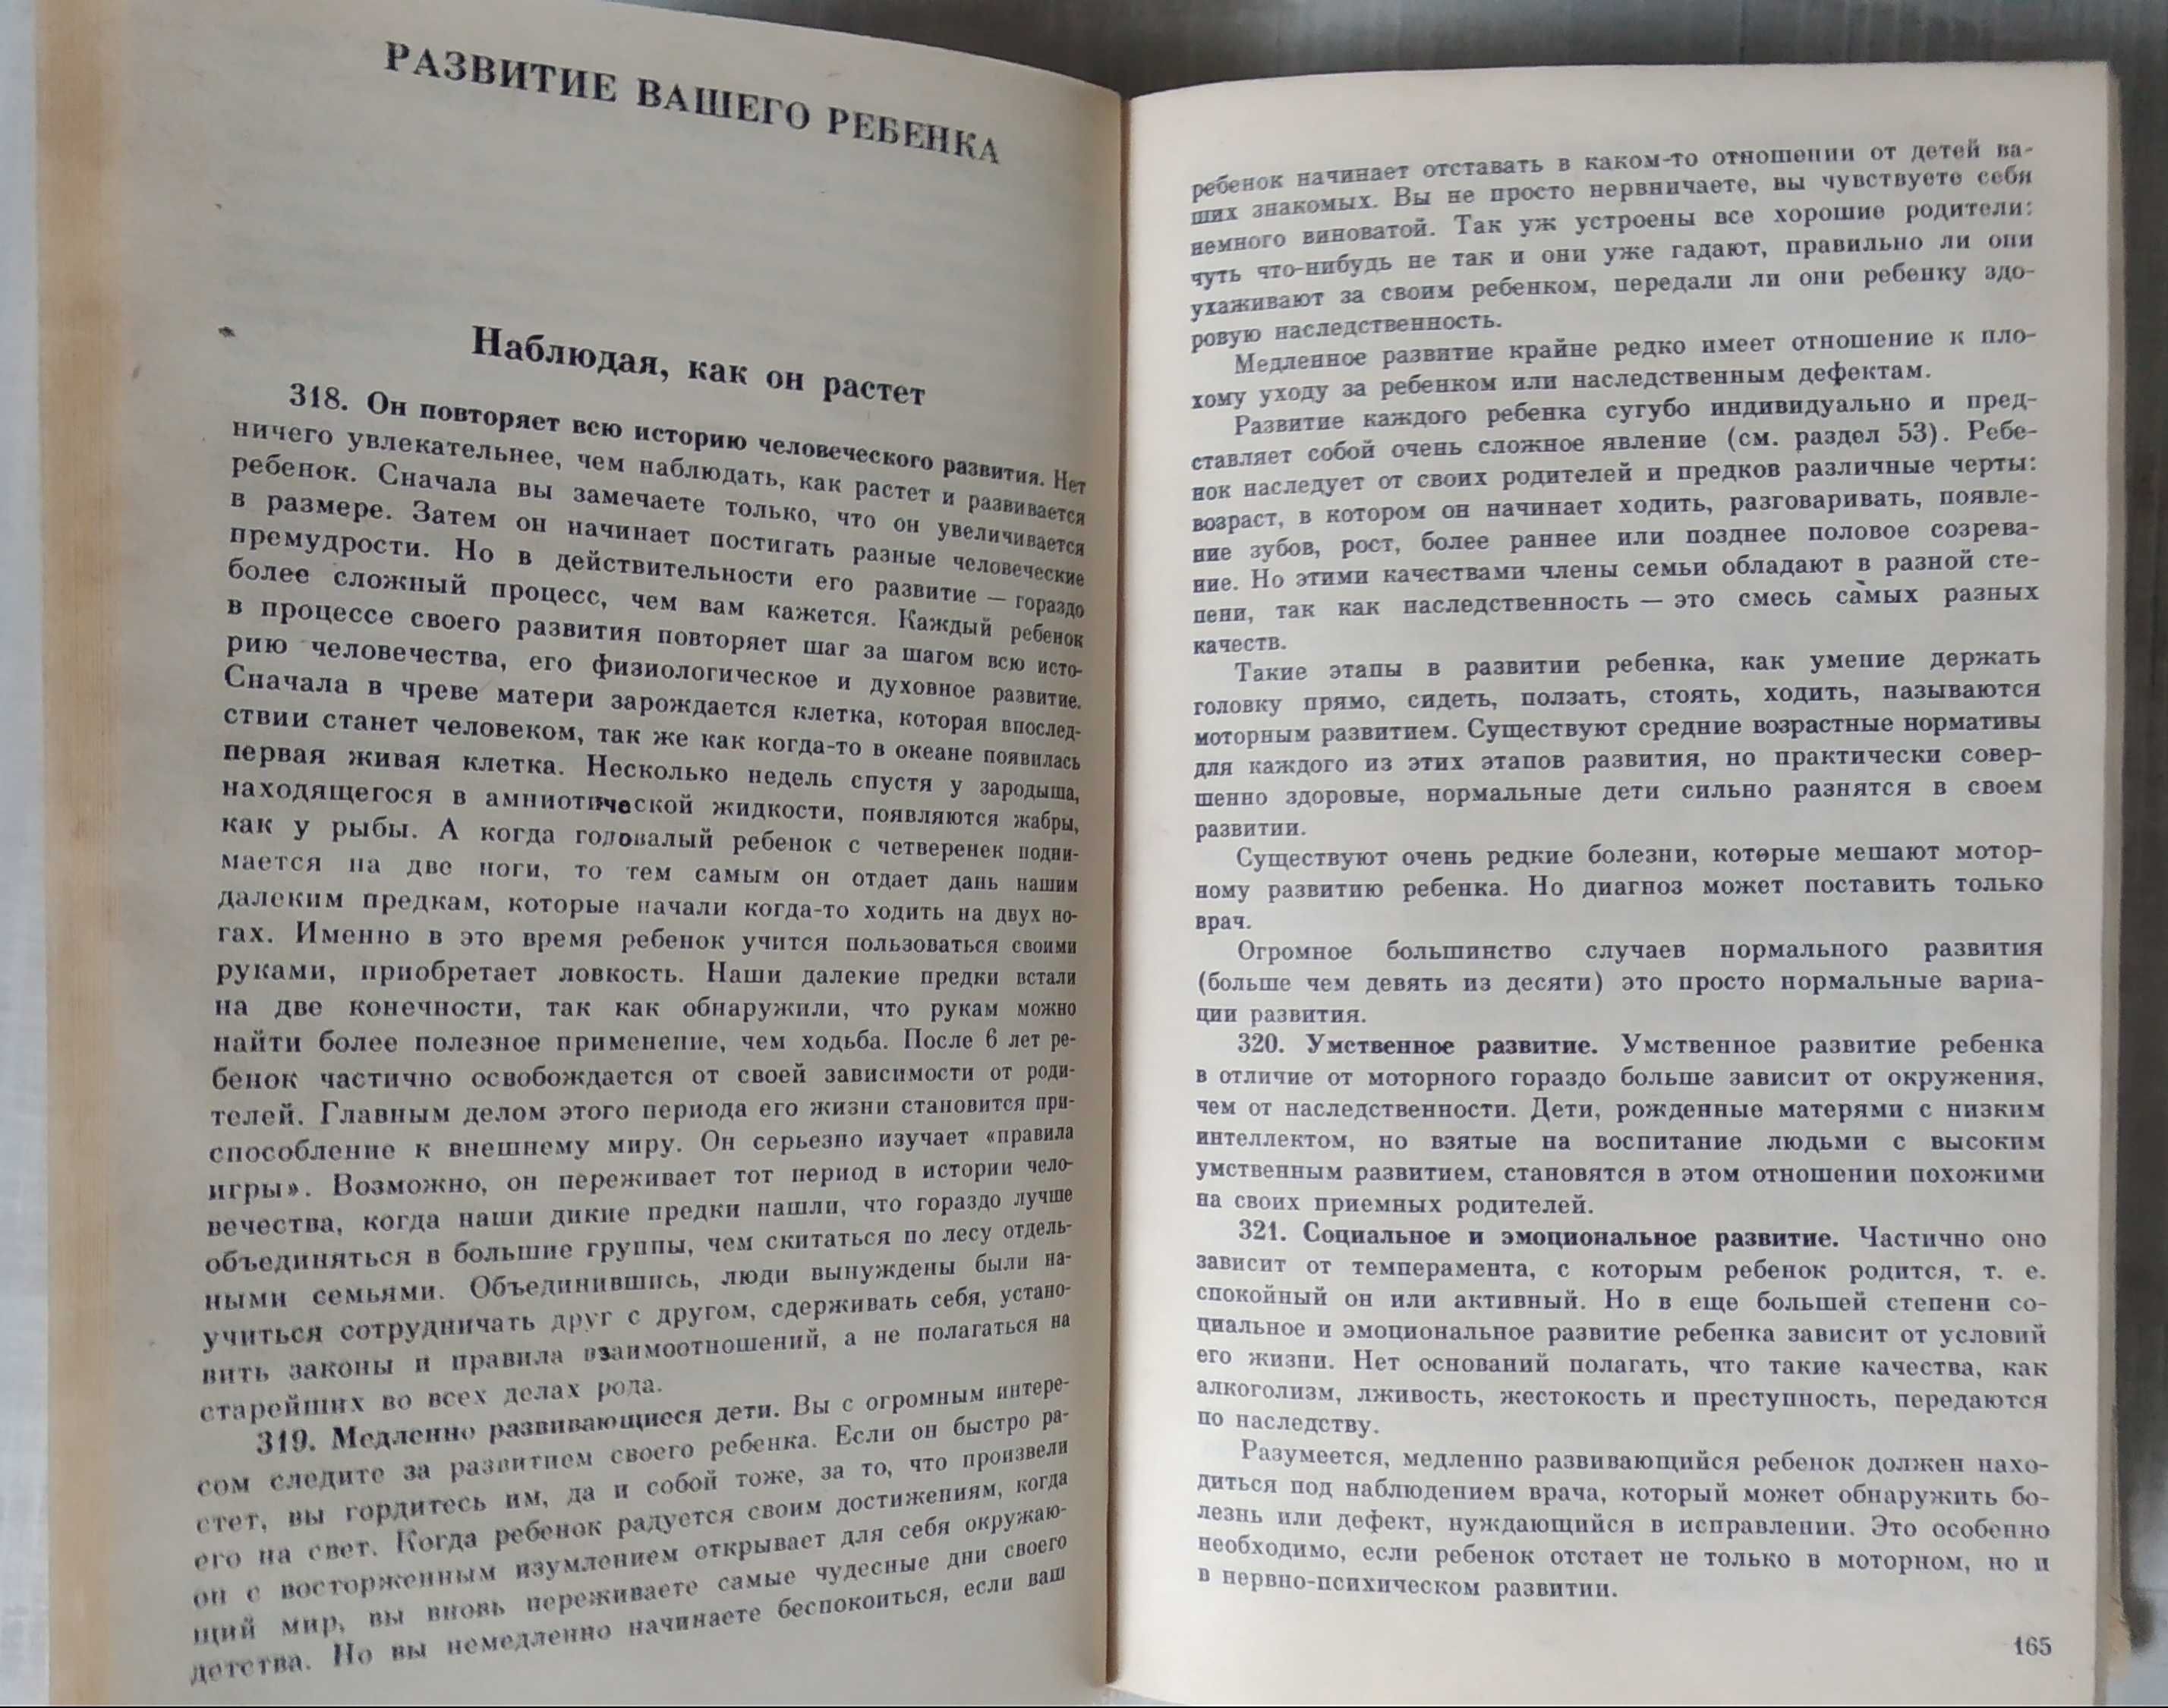 РАЗВИТИЕ ВАШЕГО РЕБЕНКА
Наблюдая, как он растет
318. Он повторяет всю историю человеческого развития. Нет
ничего увлекательнее, чем наблюдать, как растет и развивается
ребенок. Сначала вы замечаете только, что он увеличивается
в размере. Затем он начинает постигать разные человеческие
премудрости. Но в действительности его развитие — гораздо
более сложный процесс, чем вам кажется. Каждый ребенок
в процессе своего развития повторяет шаг за шагом всю исто-
рию человечества, его физиологическое и духовное развитие.
Сначала в чреве матери зарождается клетка, которая впослед-
ствии станет человеком, так же как когда-то в океане появилась
первая живая клетка. Несколько недель спустя у зародыша,
находящегося в амниотической жидкости, появляются жабры,
как у рыбы. А когда годовалый ребенок с четверенек подни-
мается на две ноги, то тем самым он отдает дань нашим
далеким предкам, которые начали когда-то ходить на двух но-
гах. Именно в это время ребенок учится пользоваться своими
руками, приобретает ловкость. Наши далекие предки встали
на две конечности, так как обнаружили, что рукам можно
найти более полезное применение, чем ходьба. После 6 лет ре-
бенок частично освобождается от своей зависимости от роди-
телей. Главным делом этого периода его жизни становится при-
способление к внешнему миру. Он серьезно изучает «правила
игры». Возможно, он переживает тот период в истории чело-
вечества, когда наши дикие предки нашли, что гораздо лучше
объединяться в большие группы, чем скитаться по лесу отдель-
ными семьями. Объединившись, люди вынуждены были на-
учиться сотрудничать друг с другом, сдерживать себя, устано-
вить законы и правила взаимоотношений, а не полагаться на
старейших во всех делах рода.
319. Медленно развивающиеся дети. Вы с огромным интере-
сом следите за развитием своего ребенка. Если он быстро ра-
стет, вы гордитесь им, да и собой тоже, за то, что произвели
его на свет. Когда ребенок радуется своим достижениям, когда
он с восторженным изумлением открывает для себя окружаю-
щий мир, вы вновь переживаете самые чудесные дни своего
детства. Но вы немедленно начинаете беспокоиться, если ваш
ребенок начинает отставать в каком-то отношении от детей ва-
ших знакомых. Вы не просто нервничаете, вы чувствуете себя
немного виноватой. Так уж устроены все хорошие родители:
чуть что-нибудь не так и они уже гадают, правильно ли они
ухаживают за своим ребенком, передали ли они ребенку здо-
ровую наследственность.
Медленное развитие крайне редко имеет отношение к пло-
хому уходу за ребенком или наследственным дефектам.
Развитие каждого ребенка сугубо индивидуально и пред-
ставляет собой очень сложное явление (см. раздел 53). Ребе-
нок наследует от своих родителей и предков различные черты:
возраст, в котором он начинает ходить, разговаривать, появле-
ние зубов, рост, более раннее или позднее половое созрева-
ние. Но этими качествами члены семьи обладают в разной сте-
пени, так как наследственность — это смесь самых разных
качеств.
Такие этапы в развитии ребенка, как умение держать
головку прямо, сидеть, ползать, стоять, ходить, называются
моторным развитием. Существуют средние возрастные нормативы
для каждого из этих этапов развития, но практически совер-
шенно здоровые, нормальные дети сильно разнятся в своем
развитии.
Существуют очень редкие болезни, которые мешают мотор-
ному развитию ребенка. Но диагноз может поставить только
врач.
Огромное большинство случаев нормального развития
(больше чем девять из десяти) это просто нормальные вариа-
ции развития.
320. Умственное развитие. Умственное развитие ребенка
в отличие от моторного гораздо больше зависит от окружения,
чем от наследственности. Дети, рожденные матерями с низким
интеллектом, но взятые на воспитание людьми с высоким
умственным развитием, становятся в этом отношении похожими
на своих приемных родителей.
321. Социальное и эмоциональное развитие. Частично оно
зависит от темперамента, с которым ребенок родится, т. е.
спокойный он или активный. Но в еще большей степени со-
циальное и эмоциональное развитие ребенка зависит от условий
его жизни. Нет оснований полагать, что такие качества, как
алкоголизм, лживость, жестокость и преступность, передаются
по наследству.
Разумеется, медленно развивающийся ребенок должен нахо-
диться под наблюдением врача, который может обнаружить бо-
лезнь или дефект, нуждающийся в исправлении. Это особенно
необходимо, если ребенок отстает не только в моторном, но и
в нервно-психическом развитии.
165